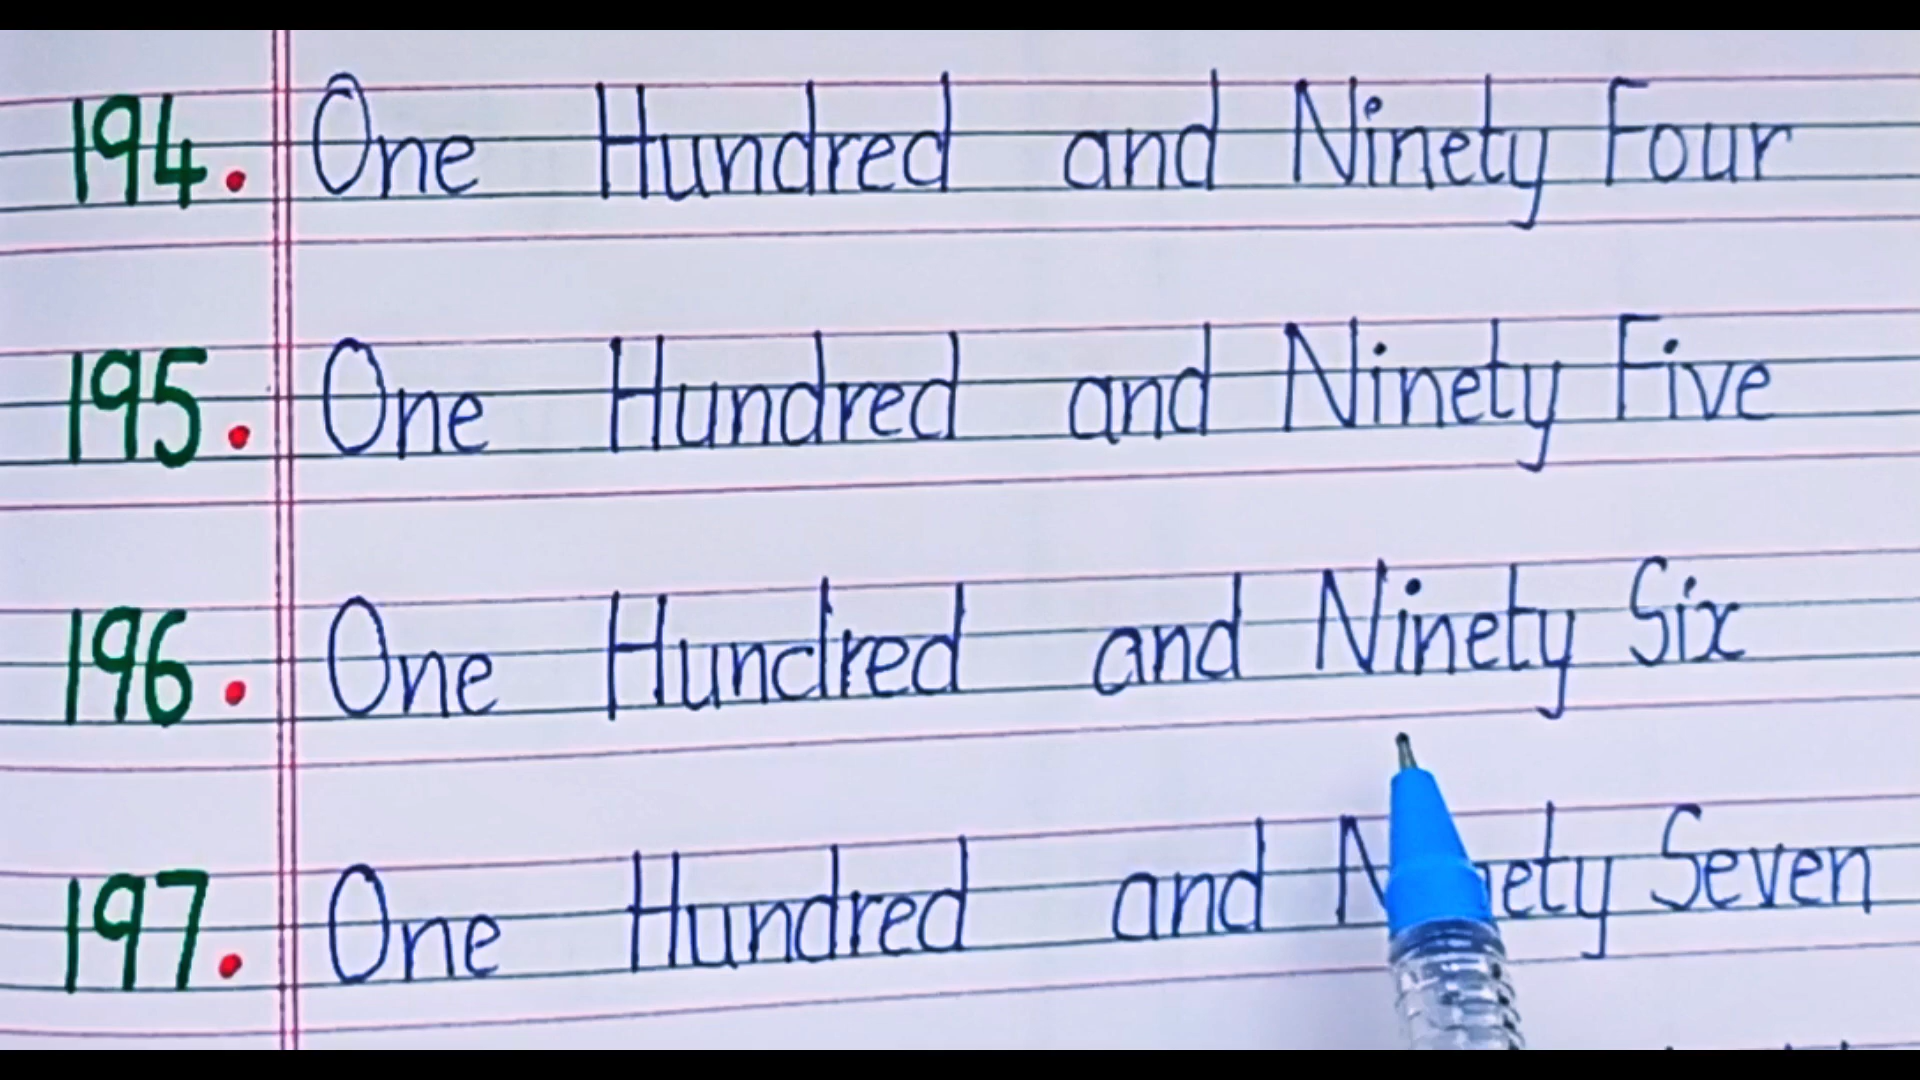 194. One Hundred and Ninety Four
195. One Hundred and Ninety Five
196. One Hundred and Ninety Six
197. One Hundred and Ninety Seven